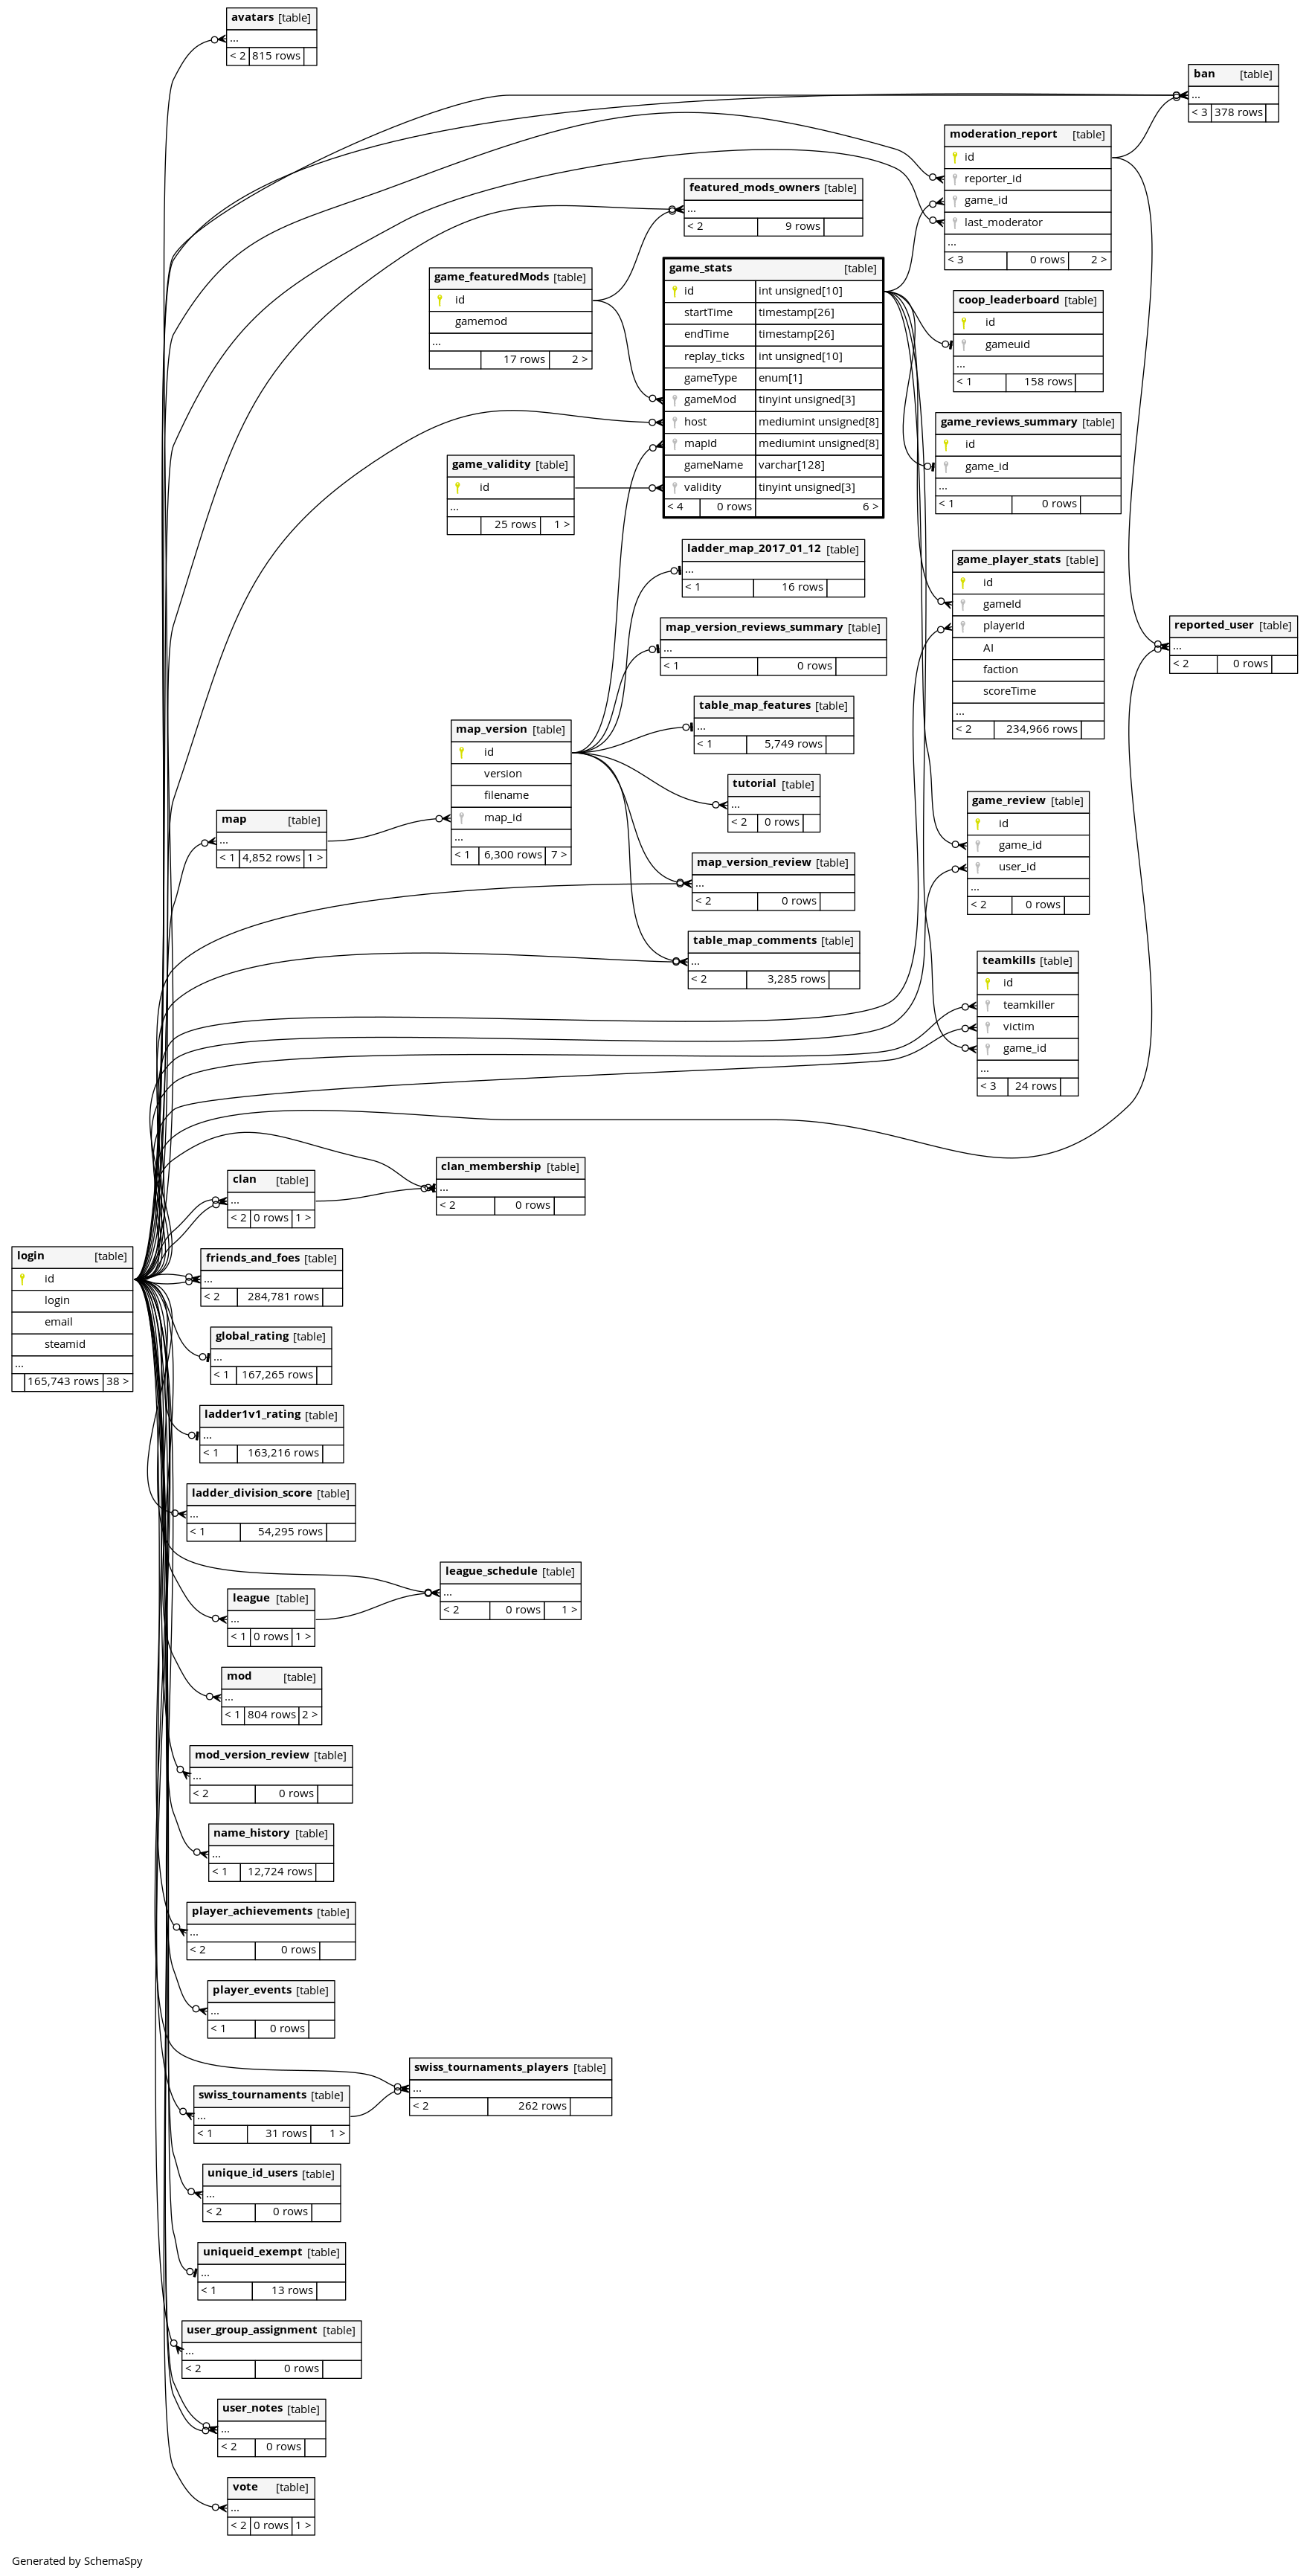 avatars [table]
...
< 2 815 rows
ban [table]
...
< 3 378 rows
moderation_report [table]
id
reporter_id
game_id
last_moderator
...
< 3 0 rows 2 >
featured_mods_owners [table]
...
< 2 9 rows
game_featuredMods [table]
id
gamemod
...
17 rows 2 >
game_stats [table]
id int unsigned[10]
startTime timestamp[26]
endTime timestamp[26]
replay_ticks int unsigned[10]
gameType enum[1]
gameMod tinyint unsigned[3]
host mediumint unsigned[8]
mapId mediumint unsigned[8]
gameName varchar[128]
validity tinyint unsigned[3]
< 4 0 rows 6 >
coop_leaderboard [table]
id
gameuid
...
< 1 158 rows
game_reviews_summary [table]
id
game_id
...
< 1 0 rows
game_validity [table]
id
...
25 rows 1 >
ladder_map_2017_01_12 [table]
...
< 1 16 rows
game_player_stats [table]
id
gameId
playerId
AI
faction
scoreTime
...
< 2 234,966 rows
map_version_reviews_summary [table]
...
< 1 0 rows
reported_user [table]
...
< 2 0 rows
table_map_features [table]
...
< 1 5,749 rows
map_version [table]
id
version
filename
map_id
...
< 1 6,300 rows 7 >
tutorial [table]
...
< 2 0 rows
map [table]
...
< 1 4,852 rows 1 >
game_review [table]
id
game_id
user_id
...
< 2 0 rows
map_version_review [table]
...
< 2 0 rows
table_map_comments [table]
...
< 2 3,285 rows
teamkills [table]
id
teamkiller
victim
game_id
...
< 3 24 rows
clan_membership [table]
...
< 2 0 rows
clan [table]
...
< 2 0 rows 1 >
login [table]
id
login
email
steamid
...
165,743 rows 38 >
friends_and_foes [table]
...
< 2 284,781 rows
global_rating [table]
...
< 1 167,265 rows
ladder1v1_rating [table]
...
< 1 163,216 rows
ladder_division_score [table]
...
< 1 54,295 rows
league_schedule [table]
...
< 2 0 rows 1 >
league [table]
...
< 1 0 rows 1 >
mod [table]
...
< 1 804 rows 2 >
mod_version_review [table]
...
< 2 0 rows
name_history [table]
...
< 1 12,724 rows
player_achievements [table]
...
< 2 0 rows
player_events [table]
...
< 1 0 rows
swiss_tournaments_players [table]
...
< 2 262 rows
swiss_tournaments [table]
...
< 1 31 rows 1 >
unique_id_users [table]
...
< 2 0 rows
uniqueid_exempt [table]
...
< 1 13 rows
user_group_assignment [table]
...
< 2 0 rows
user_notes [table]
...
< 2 0 rows
vote [table]
...
< 2 0 rows 1 >
Generated by SchemaSpy